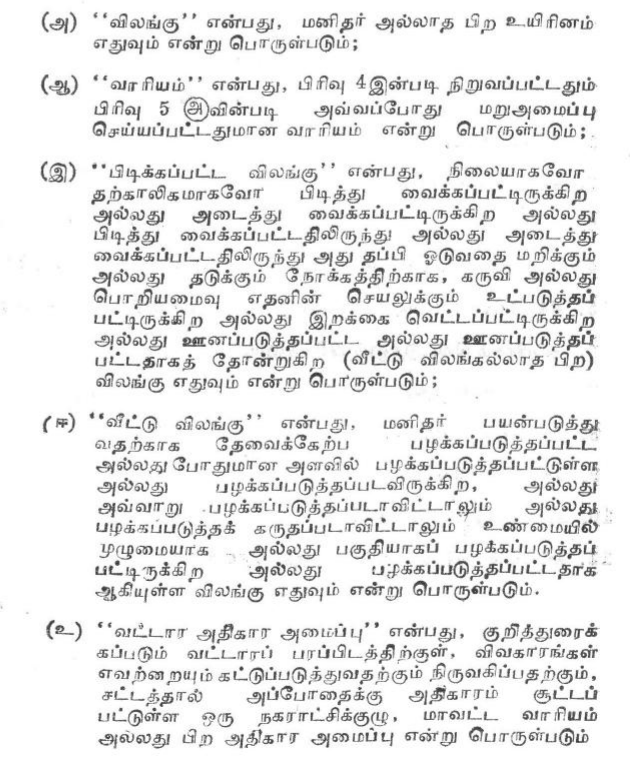 (அ) ‘‘விலங்கு’’ என்பது, மனிதர் அல்லாத பிற உயிரினம்
எதுவும் என்று பொருள்படும்;
(ஆ) ‘‘வாரியம்’’ என்பது, பிரிவு 4இன்படி நிறுவப்பட்டதும்
பிரிவு 5 அவின்படி அவ்வப்போது மறுஅமைப்பு
செய்யப்பட்டதுமான வாரியம் என்று பொருள்படும்;
(இ) ‘‘பிடிக்கப்பட்ட விலங்கு’’ என்பது, நிலையாகவோ
தற்காலிகமாகவோ பிடித்து வைக்கப்பட்டிருக்கிற
அல்லது அடைத்து வைக்கப்பட்டிருக்கிற அல்லது
பிடித்து வைக்கப்பட்டதிலிருந்து அல்லது அடைத்து
வைக்கப்பட்டதிலிருந்து அது தப்பி ஓடுவதை மறிக்கும்
அல்லது தடுக்கும் நோக்கத்திற்காக, கருவி அல்லது
பொறியமைவு எதனின் செயலுக்கும் உட்படுத்தப்
பட்டிருக்கிற அல்லது இறக்கை வெட்டப்பட்டிருக்கிற
அல்லது ஊனப்படுத்தப்பட்ட அல்லது ஊனப்படுத்தப்
பட்டதாகத் தோன்றுகிற (வீட்டு விலங்கல்லாத பிற)
விலங்கு எதுவும் என்று பொருள்படும்;
(ஈ) ‘‘வீட்டு விலங்கு’’ என்பது, மனிதர் பயன்படுத்து
வதற்காக தேவைக்கேற்ப பழக்கப்படுத்தப்பட்ட
அல்லது போதுமான அளவில் பழக்கப்படுத்தப்பட்டுள்ள
அல்லது பழக்கப்படுத்தப்படவிருக்கிற, அல்லது
அவ்வாறு பழக்கப்படுத்தப்படாவிட்டாலும் அல்லது
பழக்கப்படுத்தக் கருதப்படாவிட்டாலும் உண்மையில்
முழுமையாக அல்லது பகுதியாகப் பழக்கப்படுத்தப்
பட்டிருக்கிற அல்லது பழக்கப்படுத்தப்பட்டதாக
ஆகியுள்ள விலங்கு எதுவும் என்று பொருள்படும்.
(உ) ‘‘வட்டார அதிகார அமைப்பு’’ என்பது, குறித்துரைக்
கப்படும் வட்டாரப் பரப்பிடத்திற்குள், விவகாரங்கள்
எவற்றையும் கட்டுப்படுத்துவதற்கும் நிருவகிப்பதற்கும்,
சட்டத்தால் அப்போதைக்கு அதிகாரம் சூட்டப்
பட்டுள்ள ஒரு நகராட்சிக்குழு, மாவட்ட வாரியம்
அல்லது பிற அதிகார அமைப்பு என்று பொருள்படும்